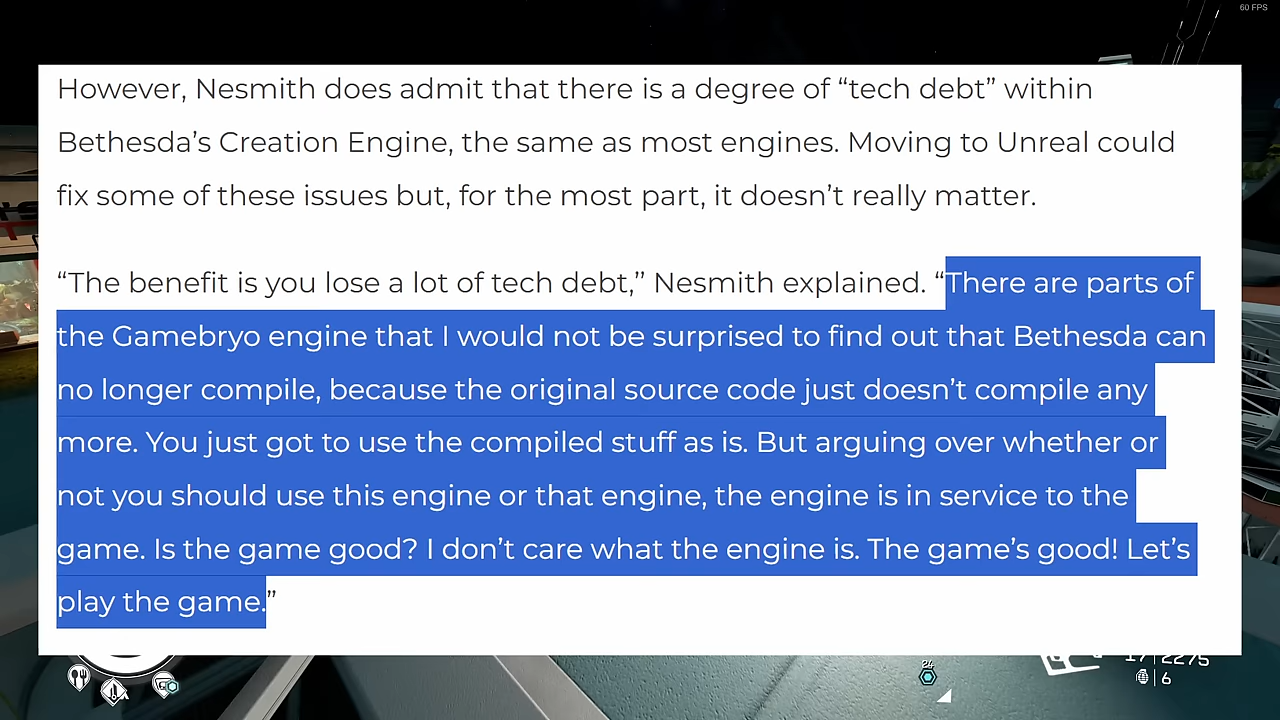 60 FPS
However, Nesmith does admit that there is a degree of “tech debt” within
Bethesda’s Creation Engine, the same as most engines. Moving to Unreal could
fix some of these issues but, for the most part, it doesn’t really matter.
“The benefit is you lose a lot of tech debt,’’ Nesmith explained. “There are parts of
the Gamebryo engine that I would not be surprised to find out that Bethesda can
no longer compile, because the original source code just doesn’t compile any
more. You just got to use the compiled stuff as is. But arguing over whether or
not you should use this engine or that engine, the engine is in service to the
game. Is the game good? I don’t care what the engine is. The game’s good! Let’s
play the game.”
17|2275
24
6